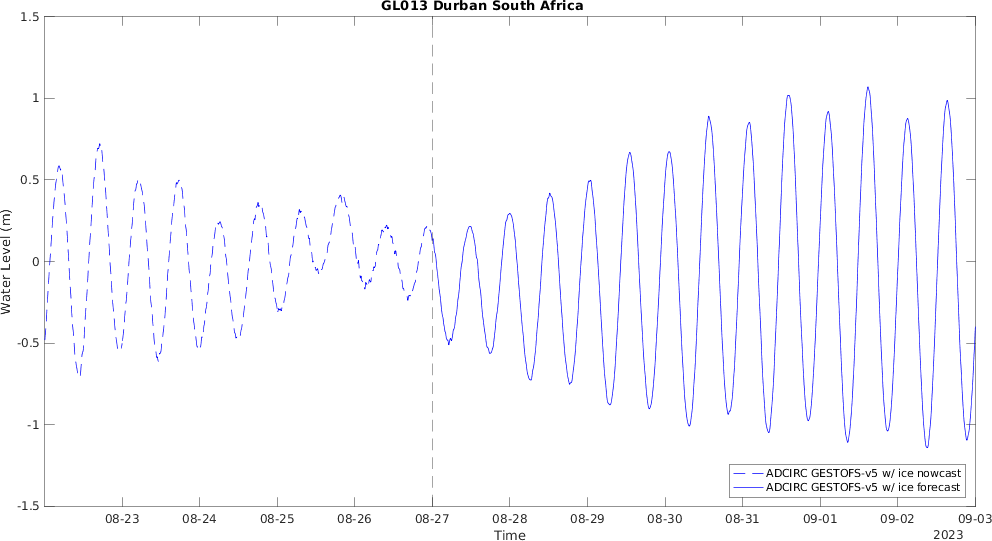 GL013 Durban South Africa
1.5
1
0.5
0
-0.5
-1
-1.5
Water Level (m)
ADCIRC GESTOFS-v5 w/ ice nowcast
ADCIRC GESTOFS-v5 w/ ice forecast
08-23 08-24 08-25 08-26 08-27 08-28 08-29 08-30 08-31 09-01 09-02 09-03
Time
2023